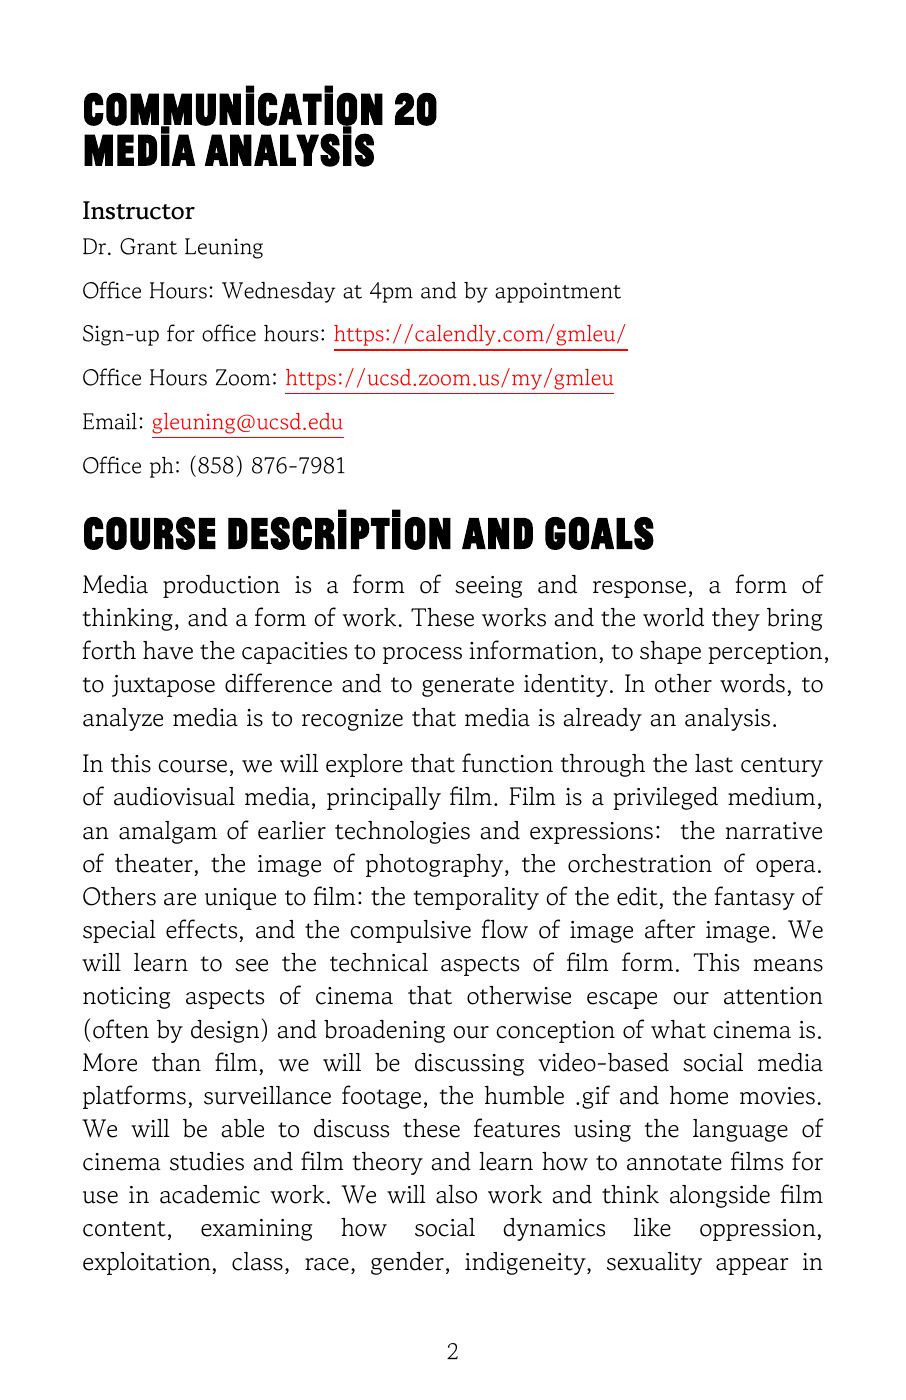 COMMUNiCATiON 20
MEDiA ANALYSiS
Instructor
Dr. Grant Leuning
Office Hours: Wednesday at 4pm and by appointment
Sign-up for office hours: https://calendly.com/gmleu/
Office Hours Zoom: https://ucsd.zoom.us/my/gmleu
Email: gleuning@ucsd.edu
Office ph: (858) 876-7981
COURSE DESCRiPTiON AND GOALS
Media production is a form of seeing and response, a form of
thinking, and a form of work. These works and the world they bring
forth have the capacities to process information, to shape perception,
to juxtapose difference and to generate identity. In other words, to
analyze media is to recognize that media is already an analysis.
In this course, we will explore that function through the last century
of audiovisual media, principally film. Film is a privileged medium,
an amalgam of earlier technologies and expressions:  the narrative
of theater, the image of photography, the orchestration of opera.
Others are unique to film: the temporality of the edit, the fantasy of
special effects, and the compulsive flow of image after image. We
will learn to see the technical aspects of film form. This means
noticing aspects of cinema that otherwise escape our attention
(often by design) and broadening our conception of what cinema is.
More than film, we will be discussing video-based social media
platforms, surveillance footage, the humble .gif and home movies.
We will be able to discuss these features using the language of
cinema studies and film theory and learn how to annotate films for
use in academic work. We will also work and think alongside film
content, examining how social dynamics like oppression,
exploitation, class, race, gender, indigeneity, sexuality appear in
2